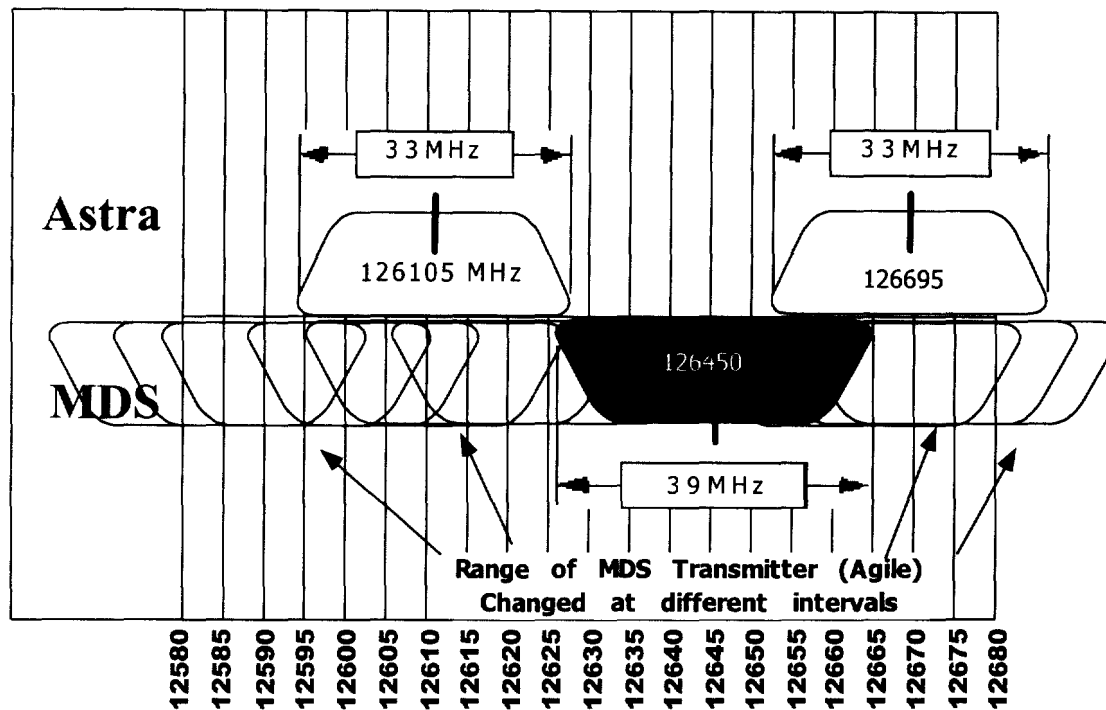 33MHz
33MHz
Astra
126105 MHz
126695
126450
MDS
39MHz
Range of MDS Transmitter (Agile)
Changed at different intervals
12580
12585
12590
12595
12600
12605
12610
12615
12620
12625
12630
12635
12640
12645
12650
12655
12660
12665
12670
12675
12680